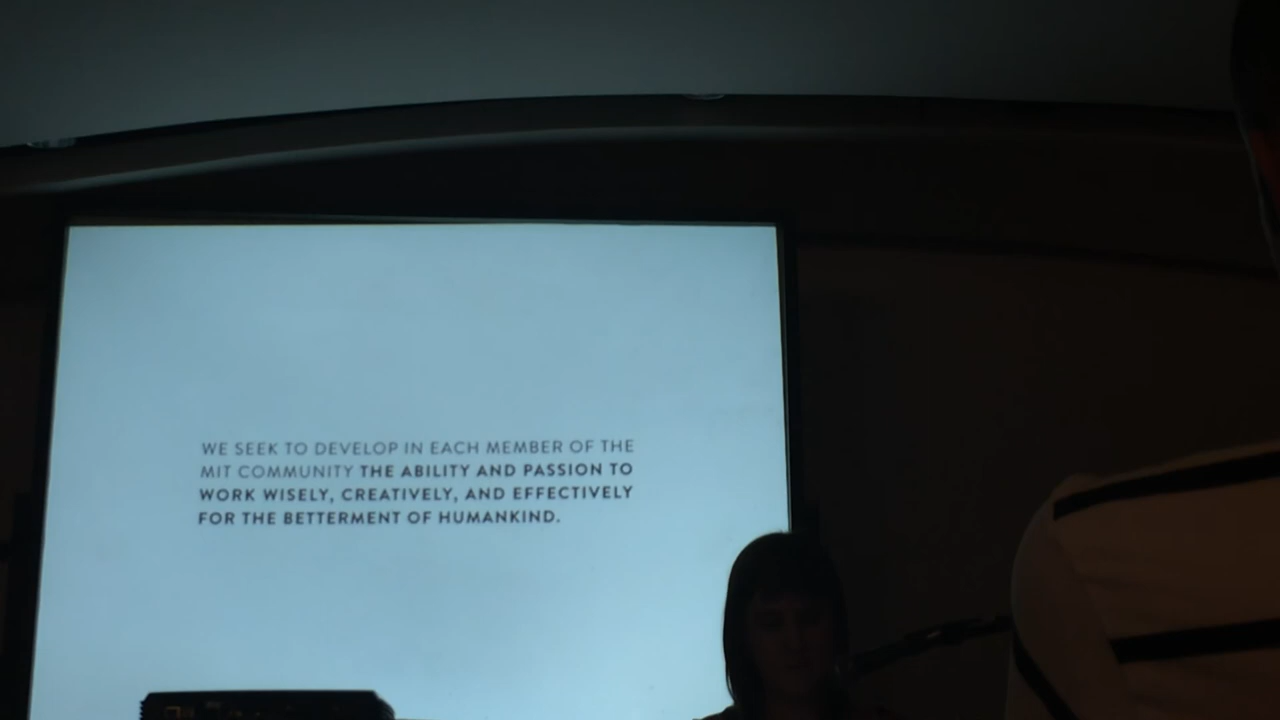 WE SEEK TO DEVELOP IN EACH MEMBER OF THE
MIT COMMUNITY THE ABILITY AND PASSION TO
WORK WISELY, CREATIVELY, AND EFFECTIVELY
FOR THE BETTERMENT OF HUMANKIND.